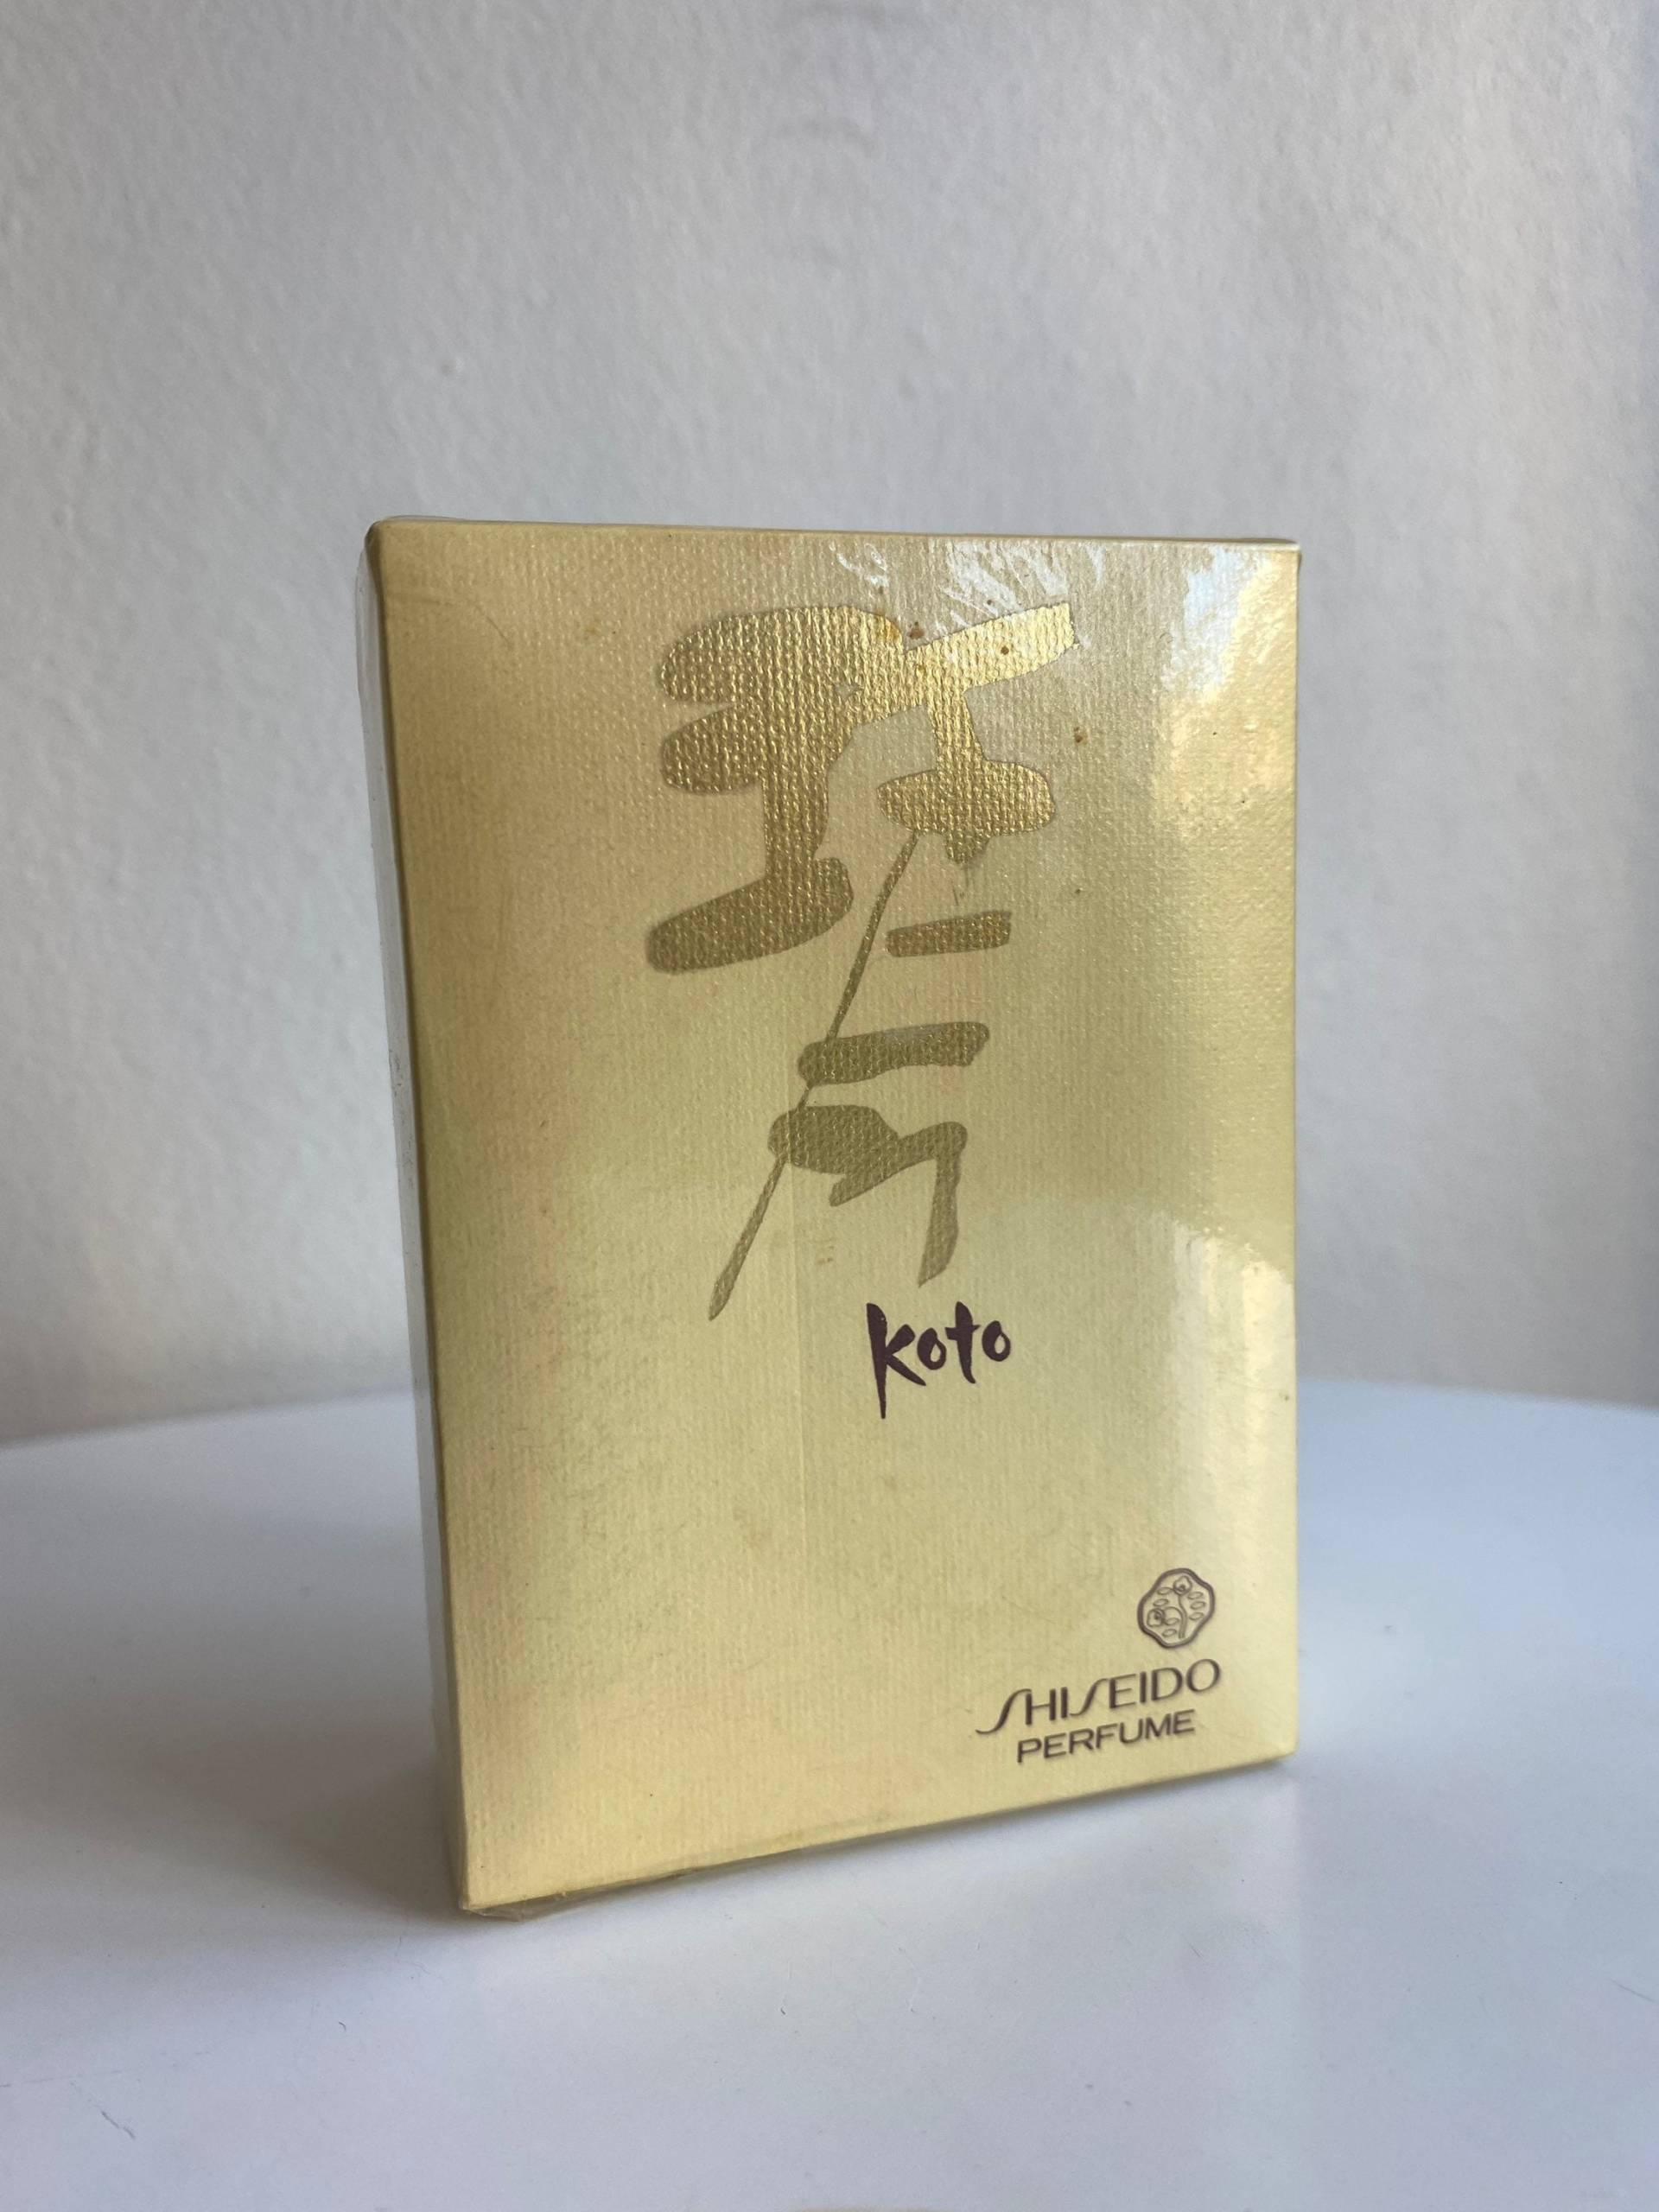 琴
koto
SHISEIDO
PERFUME